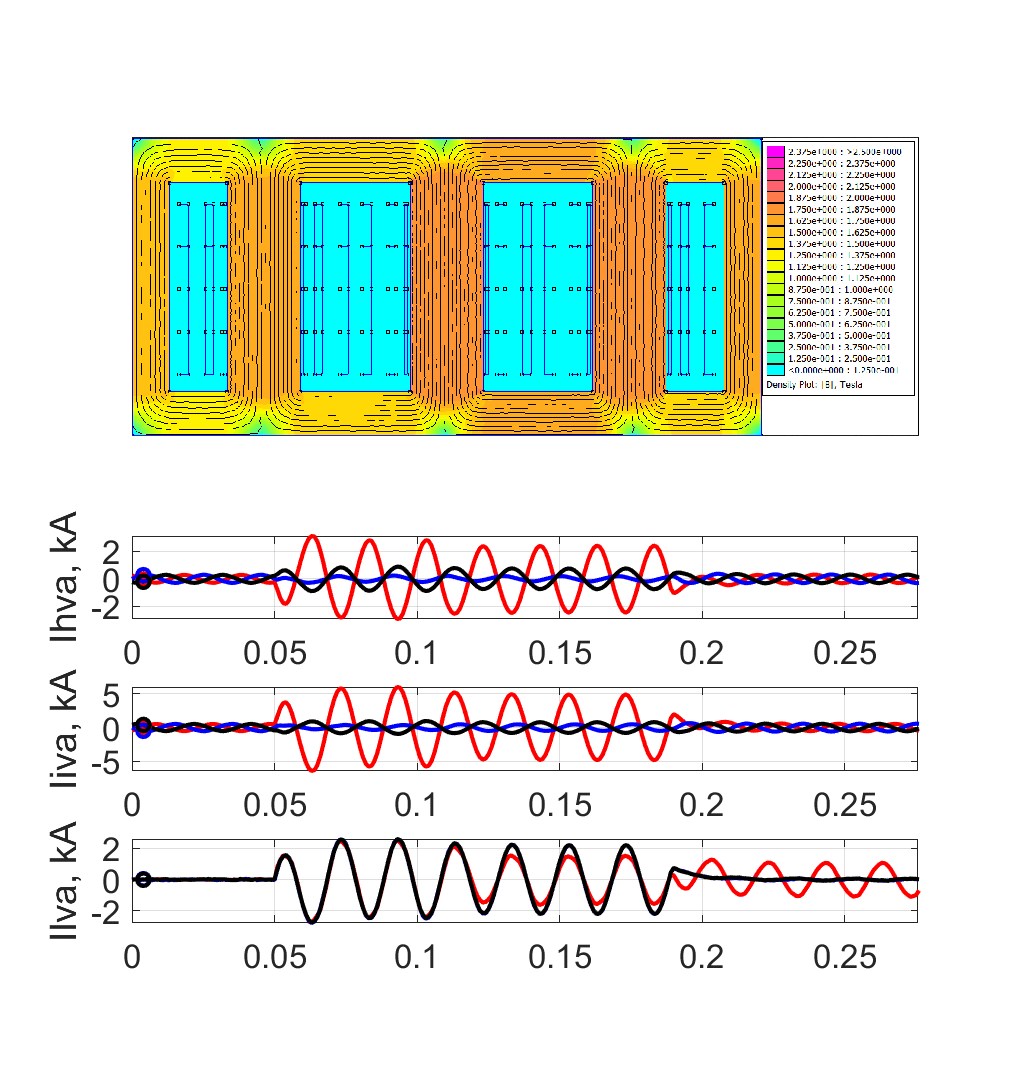 2.375e+000 : >2.500e+000
2.250e+000 : 2.375e+000
2.125e+000 : 2.250e+000
2.000e+000 : 2.125e+000
1.875e+000 : 2.000e+000
1.750e+000 : 1.875e+000
1.625e+000 : 1.750e+000
1.500e+000 : 1.625e+000
1.375e+000 : 1.500e+000
1.250e+000 : 1.375e+000
1.125e+000 : 1.250e+000
1.000e+000 : 1.125e+000
8.750e-001 : 1.000e+000
7.500e-001 : 8.750e-001
6.250e-001 : 7.500e-001
5.000e-001 : 6.250e-001
3.750e-001 : 5.000e-001
2.500e-001 : 3.750e-001
1.250e-001 : 2.500e-001
<0.000e+000 : 1.250e-001
Density Plot: |B|, Tesla
Ihva, kA
2
0
-2
0 0.05 0.1 0.15 0.2 0.25
Iiva, kA
5
0
-5
0 0.05 0.1 0.15 0.2 0.25
Ilva, kA
2
0
-2
0 0.05 0.1 0.15 0.2 0.25